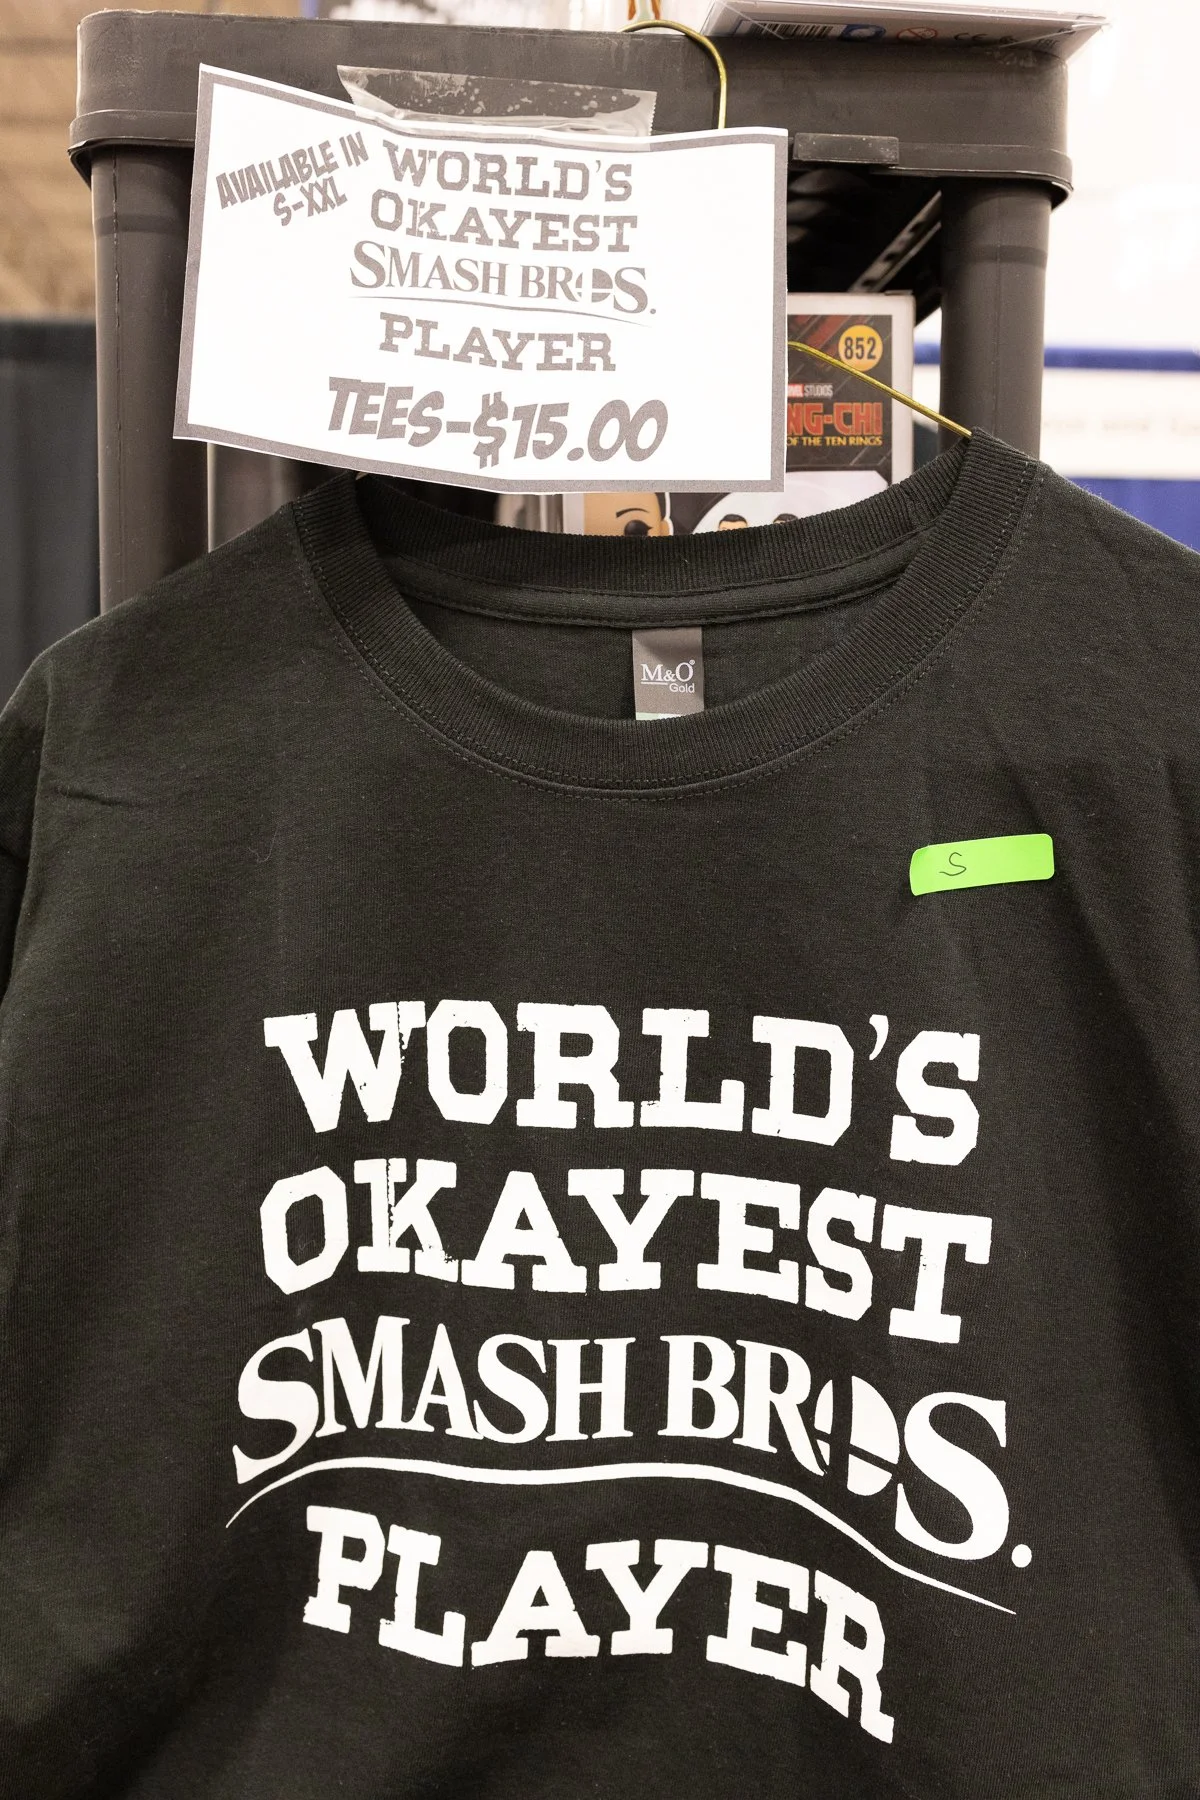 AVAILABLE IN
S-XXL
WORLD'S
OKAYEST
SMASH BROS.
PLAYER
TEES-$15.00
852
STUDIOS
NG-CHI
OF THE TEN RINGS
M&O®
Gold
S
WORLD'S
OKAYEST
SMASH BROS.
PLAYER